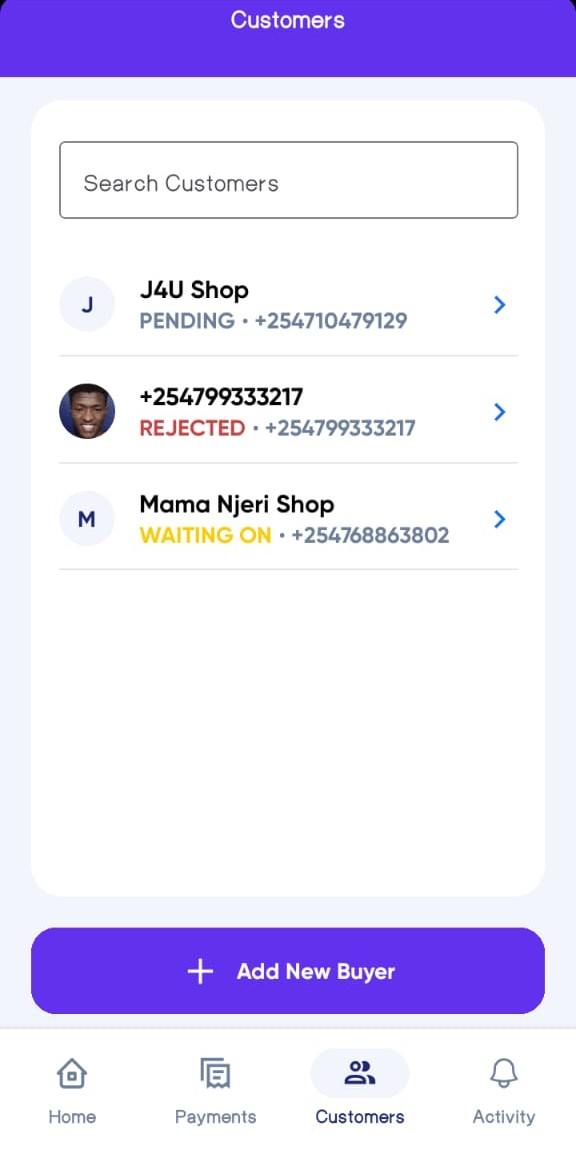 Customers
Search Customers
J
J4U Shop
PENDING · +254710479129
+254799333217
REJECTED · +254799333217
M
Mama Njeri Shop
WAITING ON · +254768863802
+ Add New Buyer
Home
Payments
Customers
Activity